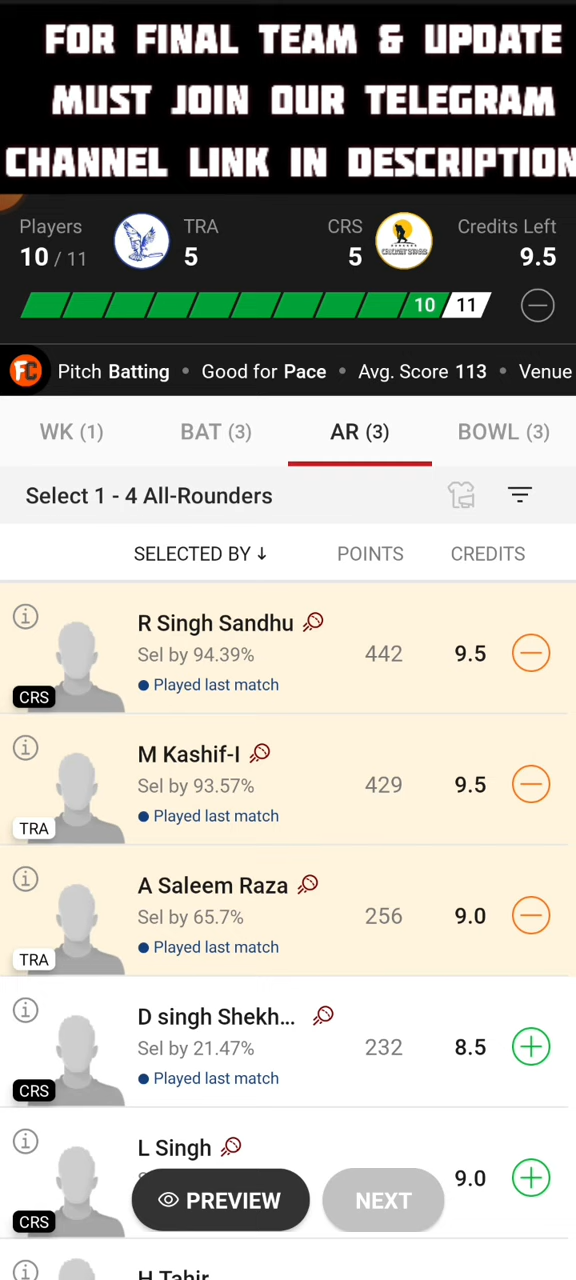 FOR FINAL TEAM & UPDATE
MUST JOIN OUR TELEGRAM
CHANNEL LINK IN DESCRIPTION
Players TRA CRS Credits Left
10 / 11 5 5 9.5
10 11
FC Pitch Batting • Good for Pace • Avg. Score 113 • Venue
WK (1) BAT (3) AR (3) BOWL (3)
Select 1 - 4 All-Rounders
SELECTED BY ↓ POINTS CREDITS
R Singh Sandhu
Sel by 94.39% 442 9.5
Played last match
CRS
M Kashif-I
Sel by 93.57% 429 9.5
Played last match
TRA
A Saleem Raza
Sel by 65.7% 256 9.0
Played last match
TRA
D singh Shekh...
Sel by 21.47% 232 8.5
Played last match
CRS
L Singh
9.0
PREVIEW NEXT
CRS
H Tahir